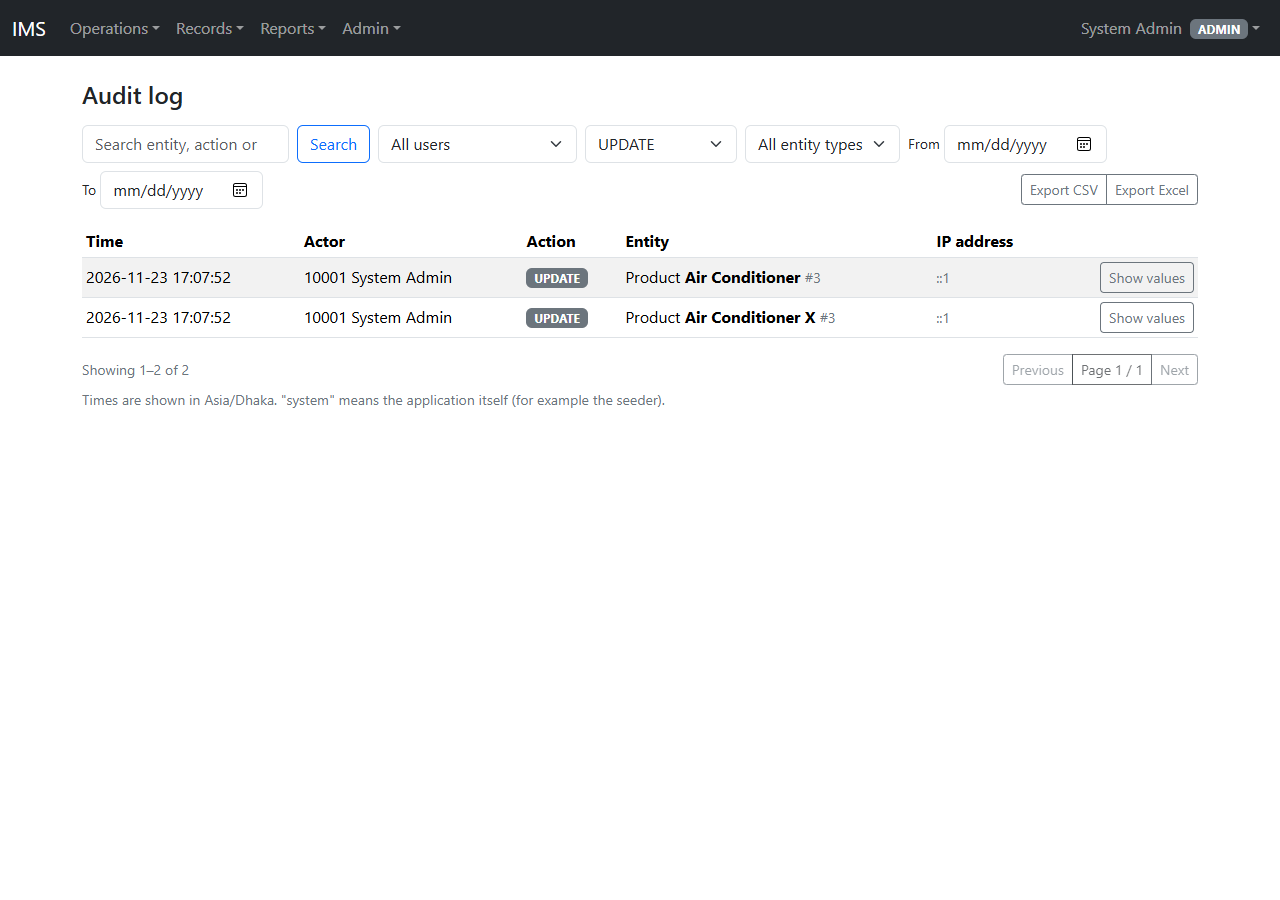 IMS Operations Records Reports Admin System Admin ADMIN
Audit log
Search entity, action or Search All users UPDATE All entity types From mm/dd/yyyy
To mm/dd/yyyy Export CSV Export Excel
Time Actor Action Entity IP address
2026-11-23 17:07:52 10001 System Admin UPDATE Product Air Conditioner #3 ::1 Show values
2026-11-23 17:07:52 10001 System Admin UPDATE Product Air Conditioner X #3 ::1 Show values
Showing 1–2 of 2 Previous Page 1 / 1 Next
Times are shown in Asia/Dhaka. "system" means the application itself (for example the seeder).